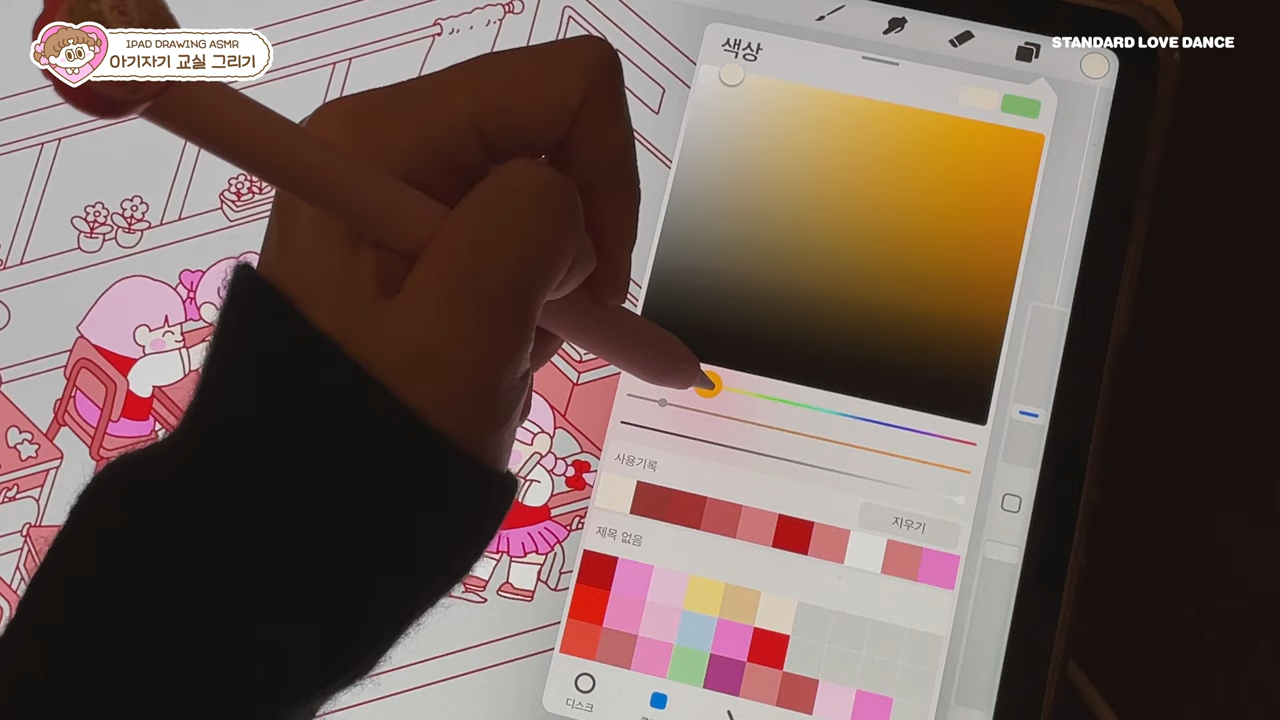 IPAD DRAWING ASMR
아기자기 교실 그리기
STANDARD LOVE DANCE
색상
사용기록
지우기
제목 없음
디스크